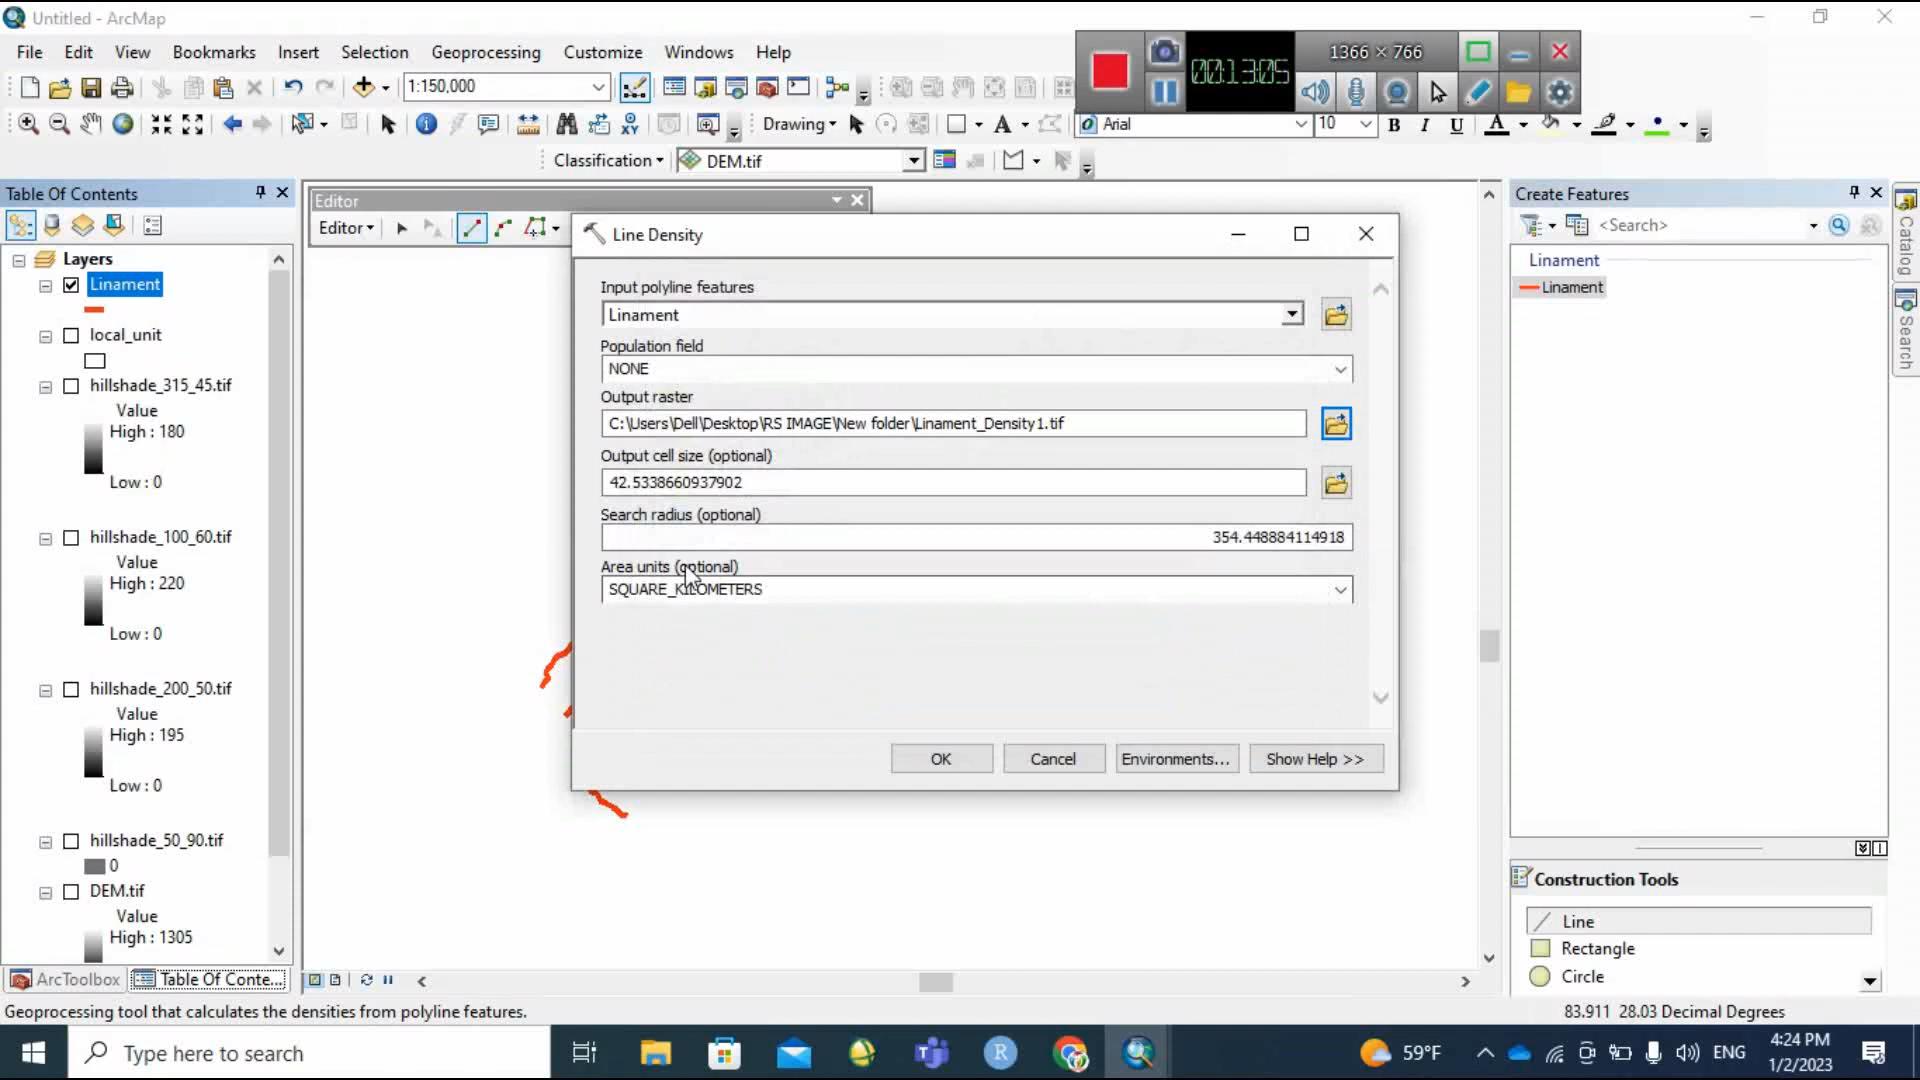 Untitled - ArcMap
File Edit View Bookmarks Insert Selection Geoprocessing Customize Windows Help
1366 × 766
00:13:05
1:150,000
Drawing
Arial
10
B I U A
Classification
DEM.tif
Table Of Contents
Layers
Linament
local_unit
hillshade_315_45.tif
Value
High : 180
Low : 0
hillshade_100_60.tif
Value
High : 220
Low : 0
hillshade_200_50.tif
Value
High : 195
Low : 0
hillshade_50_90.tif
0
DEM.tif
Value
High : 1305
ArcToolbox
Table Of Conte...
Editor
Editor
Line Density
Input polyline features
Linament
Population field
NONE
Output raster
C:\Users\Dell\Desktop\RS IMAGE\New folder\Linament_Density1.tif
Output cell size (optional)
42.5338660937902
Search radius (optional)
354.448884114918
Area units (optional)
SQUARE_KILOMETERS
OK
Cancel
Environments...
Show Help >>
Create Features
<Search>
Linament
Linament
Catalog
Search
Construction Tools
Line
Rectangle
Circle
Geoprocessing tool that calculates the densities from polyline features.
83.911 28.03 Decimal Degrees
Type here to search
59°F
ENG
4:24 PM
1/2/2023